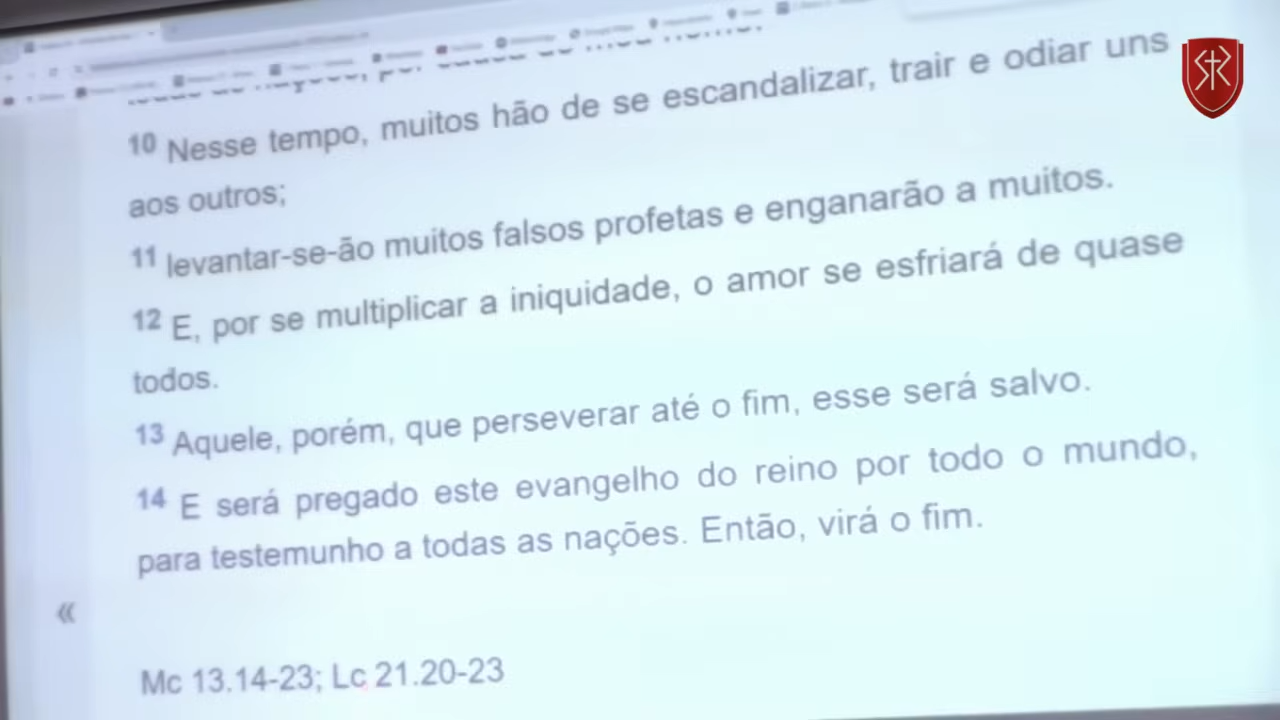 10 Nesse tempo, muitos hão de se escandalizar, trair e odiar uns
aos outros;
11 levantar-se-ão muitos falsos profetas e enganarão a muitos.
12 E, por se multiplicar a iniquidade, o amor se esfriará de quase
todos.
13 Aquele, porém, que perseverar até o fim, esse será salvo.
14 E será pregado este evangelho do reino por todo o mundo,
para testemunho a todas as nações. Então, virá o fim.
«
Mc 13.14-23; Lc 21.20-23